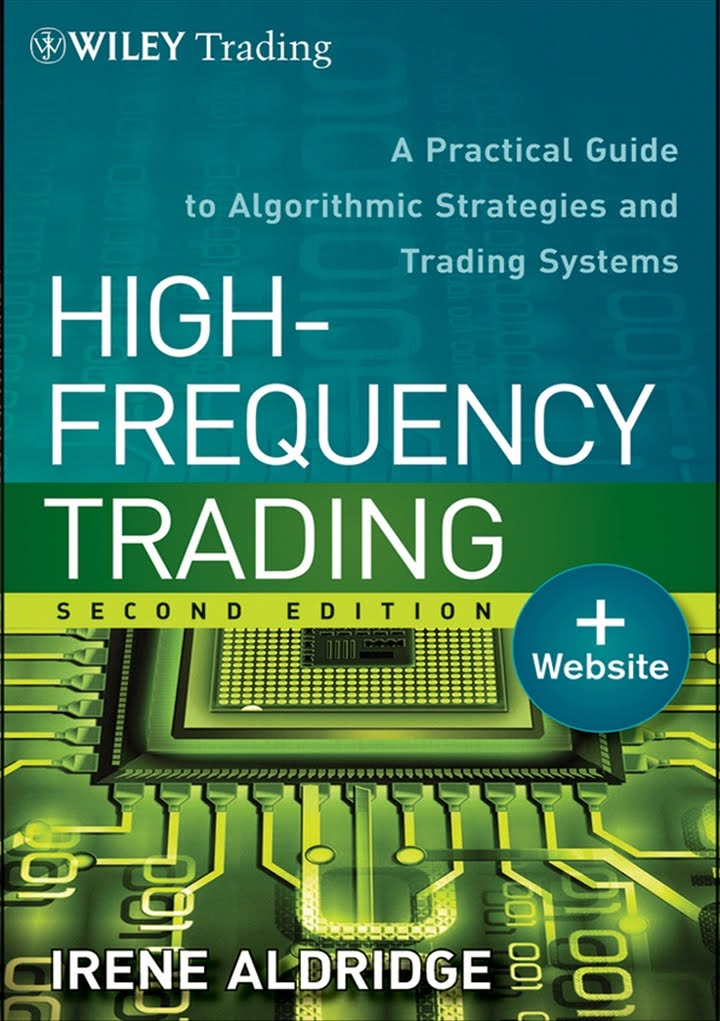 WILEY Trading
A Practical Guide
to Algorithmic Strategies and
Trading Systems
HIGH-
FREQUENCY
TRADING
SECOND EDITION
+
Website
IRENE ALDRIDGE